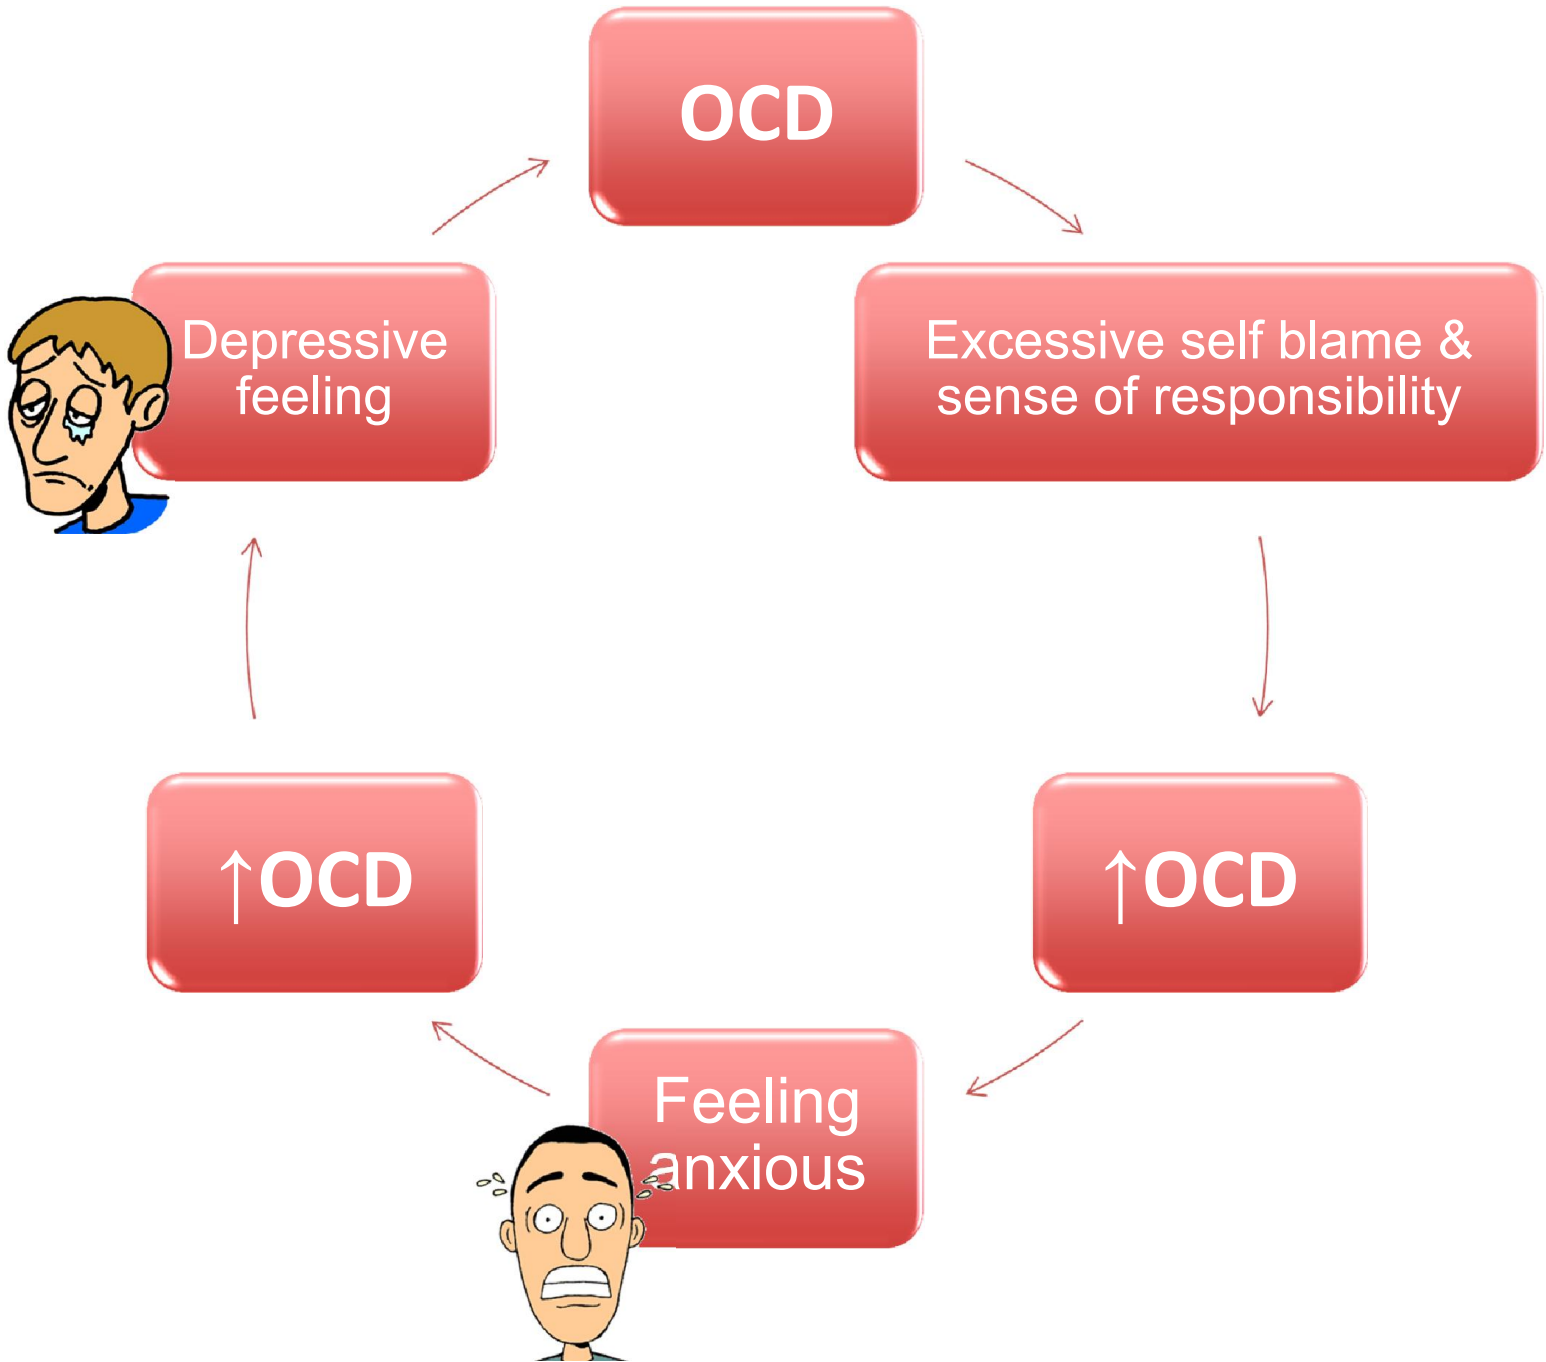 OCD
Excessive self blame &
sense of responsibility
↑OCD
Feeling
anxious
↑OCD
Depressive
feeling